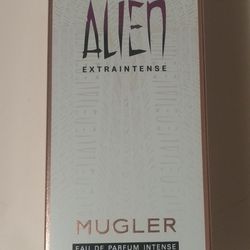 ALIEN
EXTRAINTENSE
MUGLER
EAU DE PARFUM INTENSE